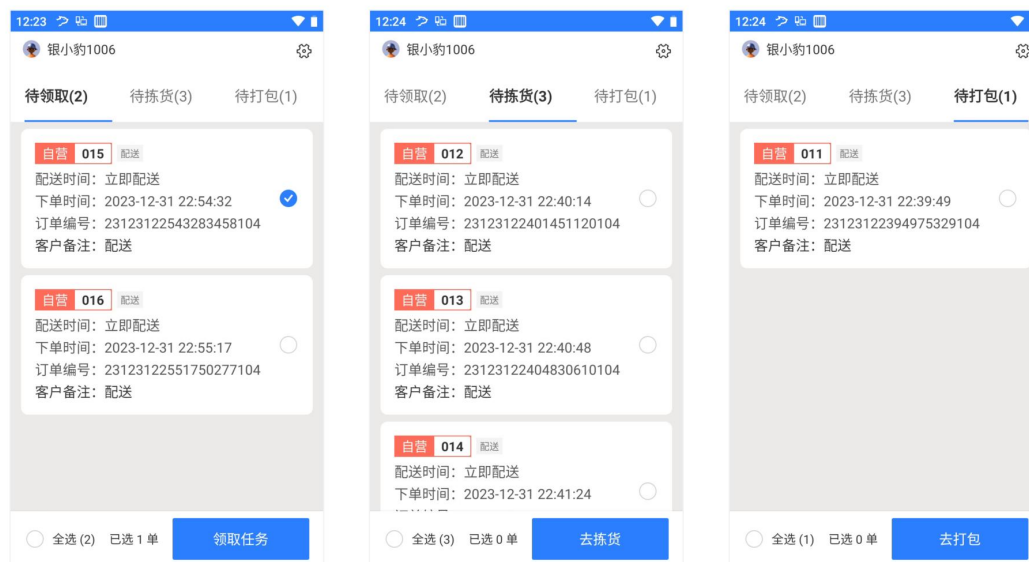 12:23
银小豹1006
待领取(2) 待拣货(3) 待打包(1)
自营 015 配送
配送时间：立即配送
下单时间：2023-12-31 22:54:32
订单编号：23123122543283458104
客户备注：配送
自营 016 配送
配送时间：立即配送
下单时间：2023-12-31 22:55:17
订单编号：23123122551750277104
客户备注：配送
全选 (2) 已选 1 单 领取任务
12:24
银小豹1006
待领取(2) 待拣货(3) 待打包(1)
自营 012 配送
配送时间：立即配送
下单时间：2023-12-31 22:40:14
订单编号：23123122401451120104
客户备注：配送
自营 013 配送
配送时间：立即配送
下单时间：2023-12-31 22:40:48
订单编号：23123122404830610104
客户备注：配送
自营 014 配送
配送时间：立即配送
下单时间：2023-12-31 22:41:24
全选 (3) 已选 0 单 去拣货
12:24
银小豹1006
待领取(2) 待拣货(3) 待打包(1)
自营 011 配送
配送时间：立即配送
下单时间：2023-12-31 22:39:49
订单编号：23123122394975329104
客户备注：配送
全选 (1) 已选 0 单 去打包